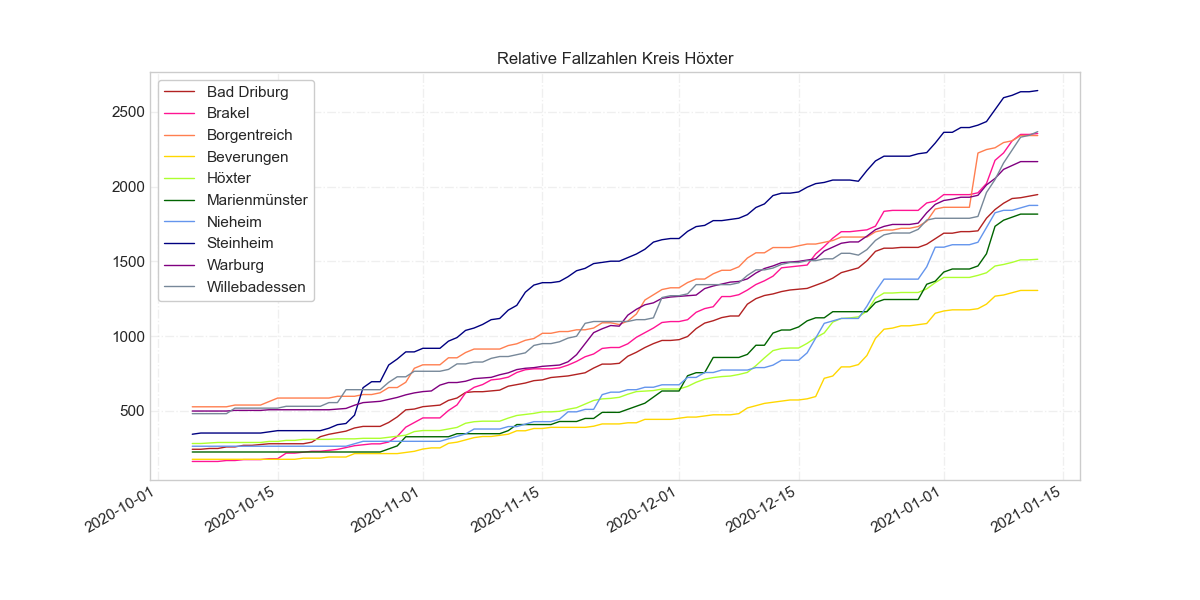 Relative Fallzahlen Kreis Höxter
Bad Driburg
Brakel
Borgentreich
Beverungen
Höxter
Marienmünster
Nieheim
Steinheim
Warburg
Willebadessen
2500
2000
1500
1000
500
2020-10-01
2020-10-15
2020-11-01
2020-11-15
2020-12-01
2020-12-15
2021-01-01
2021-01-15